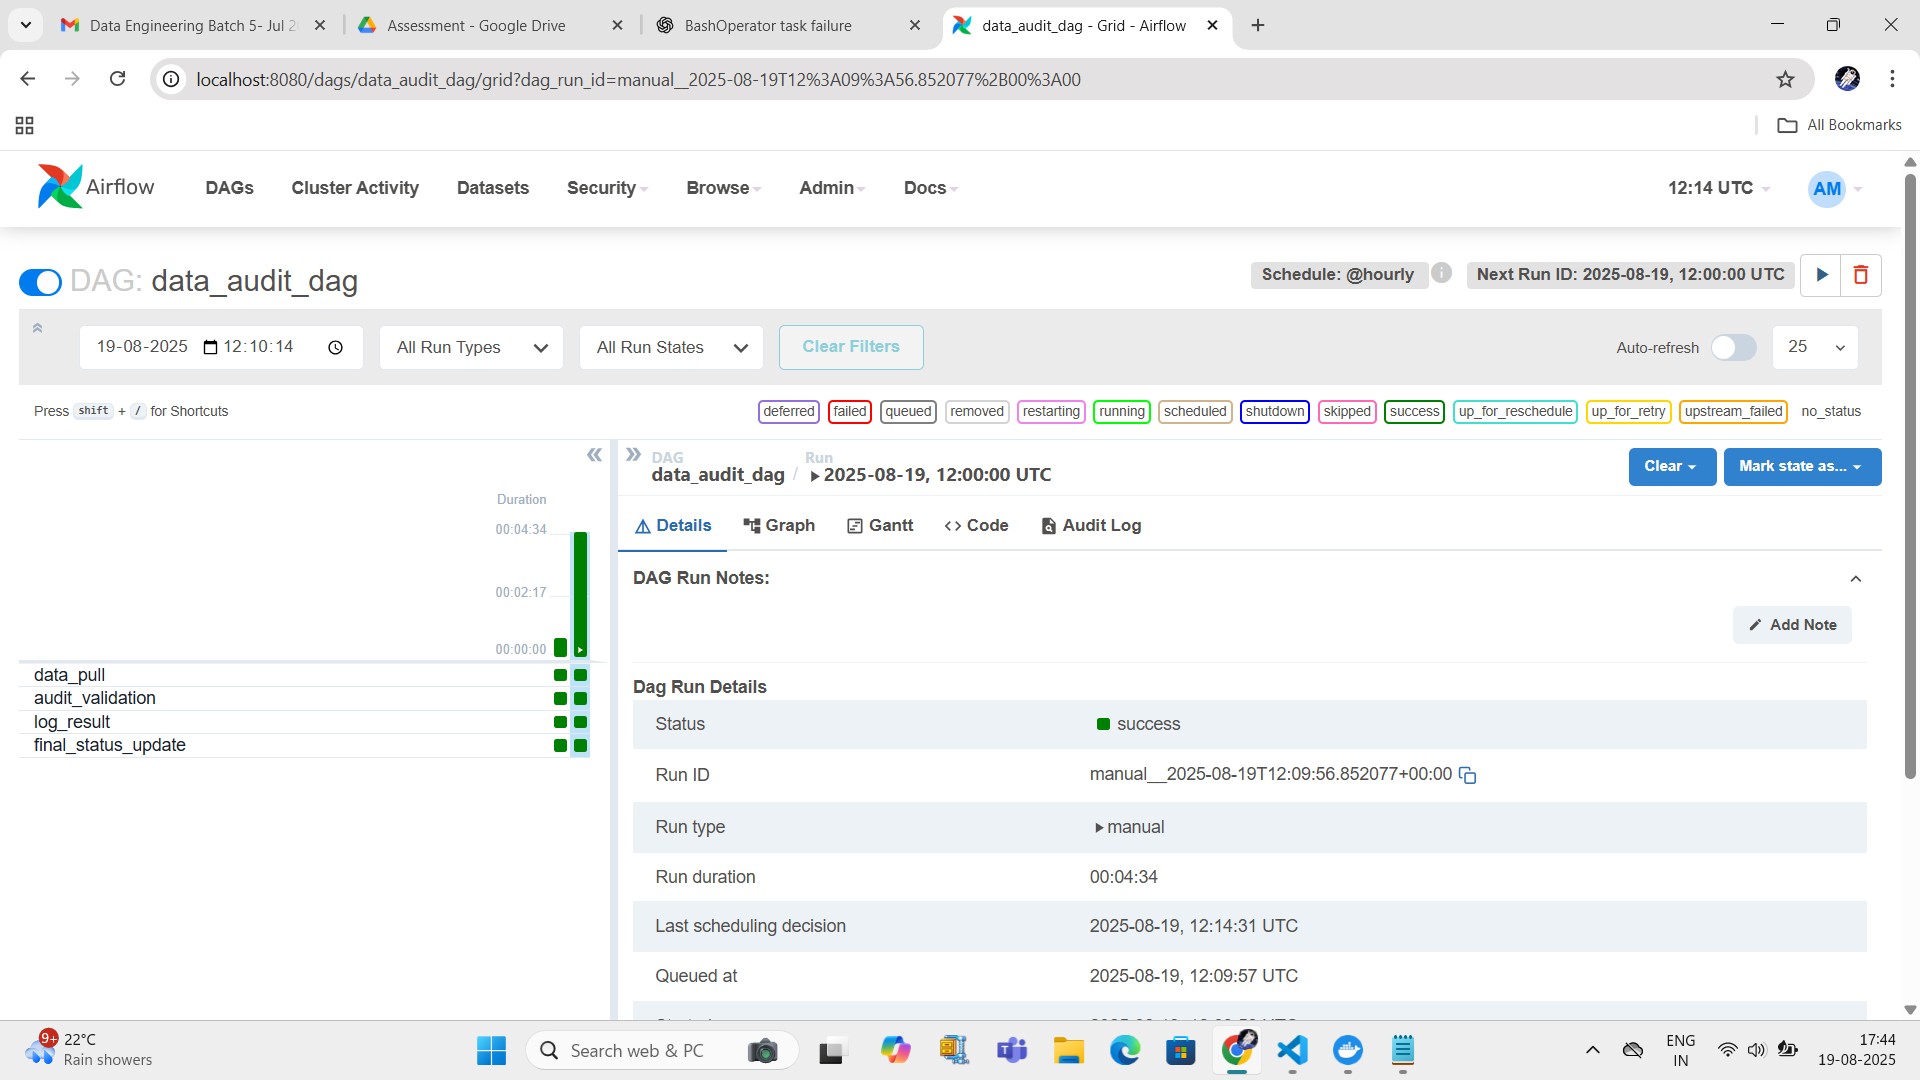 Data Engineering Batch 5- Jul 2
Assessment - Google Drive
BashOperator task failure
data_audit_dag - Grid - Airflow
localhost:8080/dags/data_audit_dag/grid?dag_run_id=manual__2025-08-19T12%3A09%3A56.852077%2B00%3A00
All Bookmarks
Airflow
DAGs
Cluster Activity
Datasets
Security
Browse
Admin
Docs
12:14 UTC
AM
DAG: data_audit_dag
Schedule: @hourly
Next Run ID: 2025-08-19, 12:00:00 UTC
19-08-2025 12:10:14
All Run Types
All Run States
Clear Filters
Auto-refresh
25
Press shift + / for Shortcuts
deferred
failed
queued
removed
restarting
running
scheduled
shutdown
skipped
success
up_for_reschedule
up_for_retry
upstream_failed
no_status
Duration
00:04:34
00:02:17
00:00:00
data_pull
audit_validation
log_result
final_status_update
DAG
data_audit_dag
/
Run
2025-08-19, 12:00:00 UTC
Clear
Mark state as...
Details
Graph
Gantt
Code
Audit Log
DAG Run Notes:
Add Note
Dag Run Details
Status success
Run ID manual__2025-08-19T12:09:56.852077+00:00
Run type manual
Run duration 00:04:34
Last scheduling decision 2025-08-19, 12:14:31 UTC
Queued at 2025-08-19, 12:09:57 UTC
9+
22°C
Rain showers
Search web & PC
ENG
IN
17:44
19-08-2025